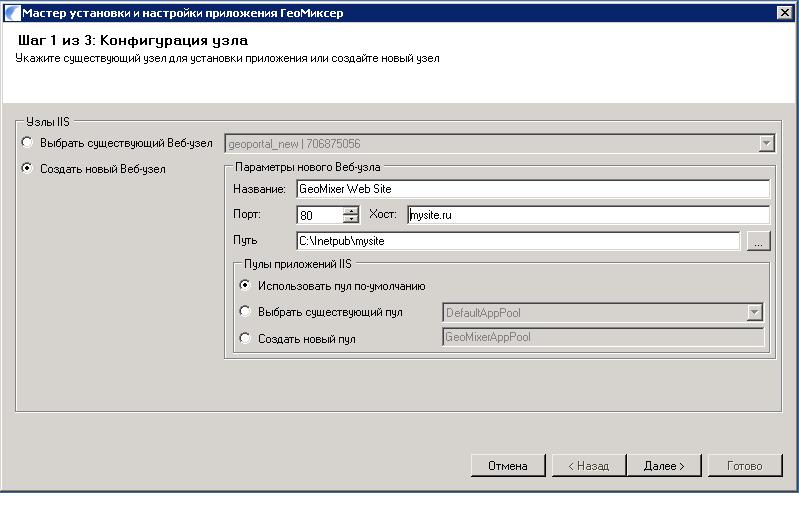 Мастер установки и настройки приложения ГеоМиксер
Шаг 1 из 3: Конфигурация узла
Укажите существующий узел для установки приложения или создайте новый узел
Узлы IIS
Выбрать существующий Веб-узел
geoportal_new | 706875056
Создать новый Веб-узел
Параметры нового Веб-узла
Название: GeoMixer Web Site
Порт: 80 Хост: mysite.ru
Путь C:\Inetpub\mysite ...
Пулы приложений IIS
Использовать пул по-умолчанию
Выбрать существующий пул DefaultAppPool
Создать новый пул GeoMixerAppPool
Отмена < Назад Далее > Готово